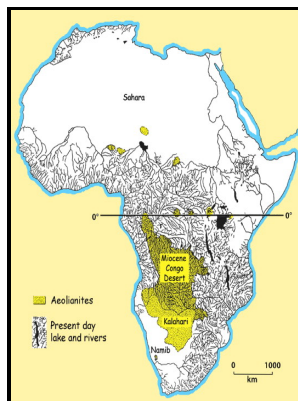 Sahara
0° 0°
Miocene
Congo
Desert
Kalahari
Namib
Aeolianites
Present day
lake and rivers
0 1000
km